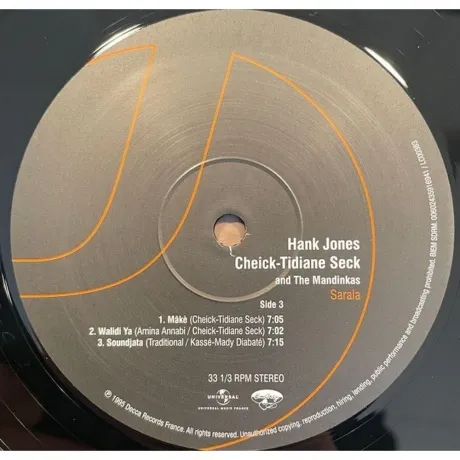 Hank Jones
Cheick-Tidiane Seck
and The Mandinkas
Sarala
Side 3
1. Màkè (Cheick-Tidiane Seck) 7:05
2. Walidi Ya (Amina Annabi / Cheick-Tidiane Seck) 7:02
3. Soundjata (Traditional / Kassé-Mady Diabaté) 7:15
33 1/3 RPM STEREO
UNIVERSAL
UNIVERSAL MUSIC FRANCE
℗ 1995 Decca Records France. All rights reserved. Unauthorized copying, reproduction, hiring, lending, public performance and broadcasting prohibited. BIEM SDRM.